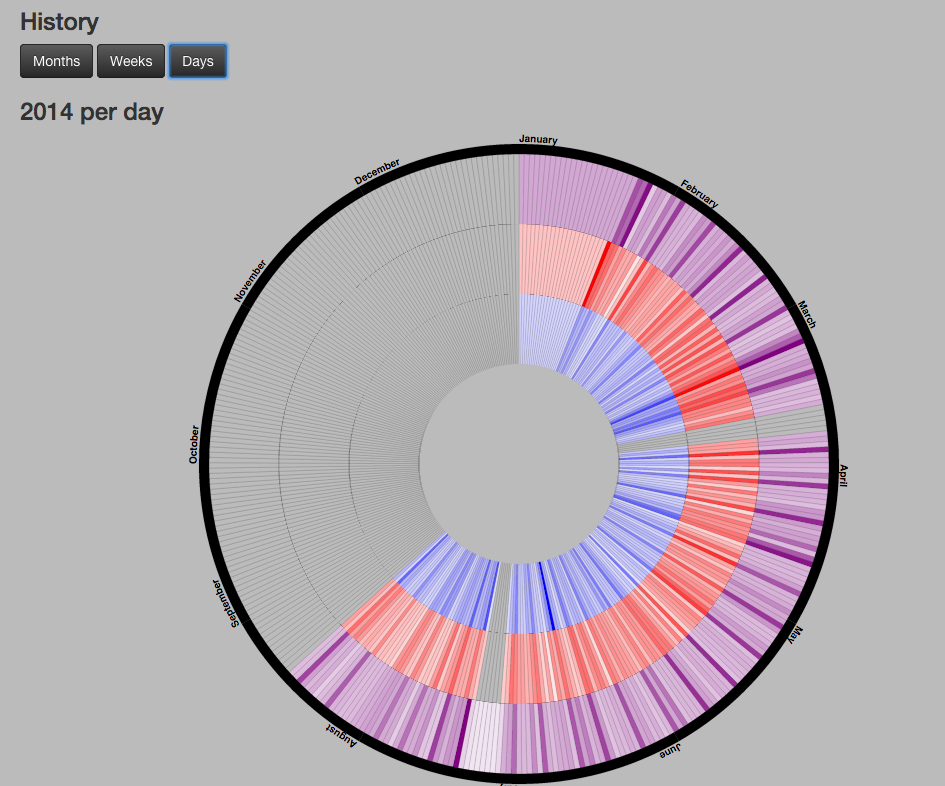 History
Months Weeks Days
2014 per day
January
February
March
April
May
June
August
September
October
November
December